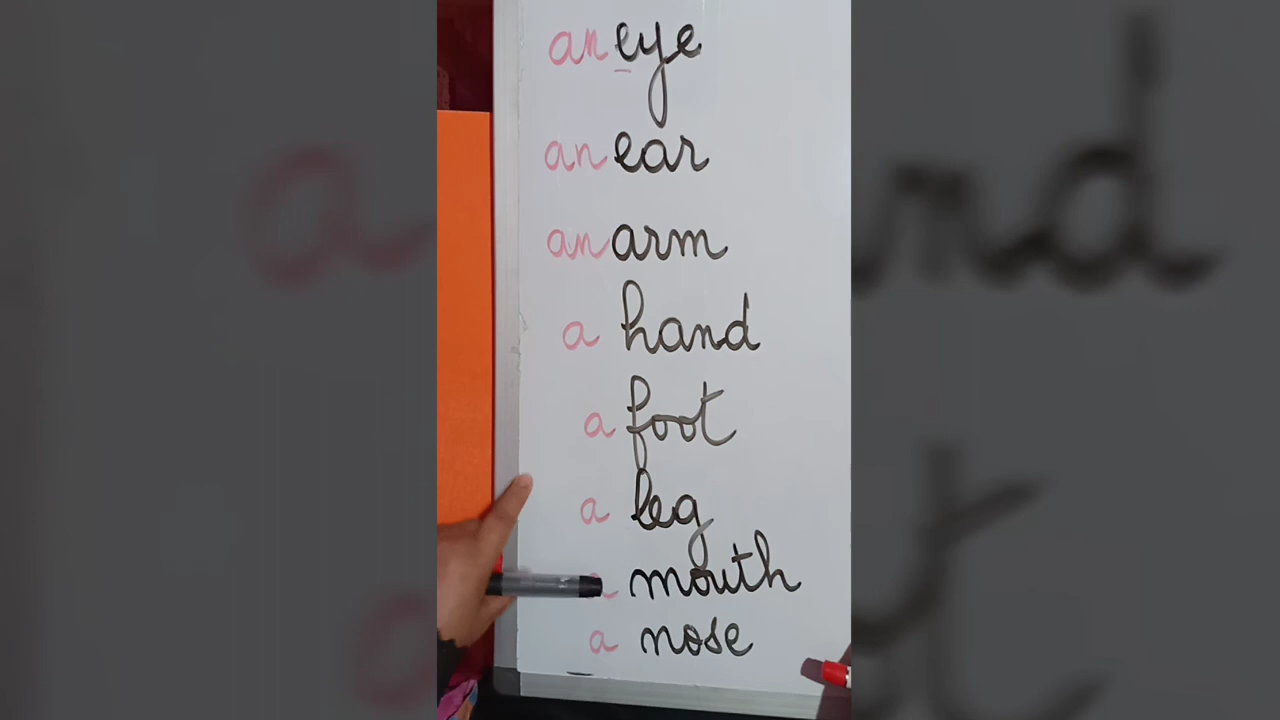 an eye
an ear
an arm
a hand
a foot
a leg
a mouth
a nose